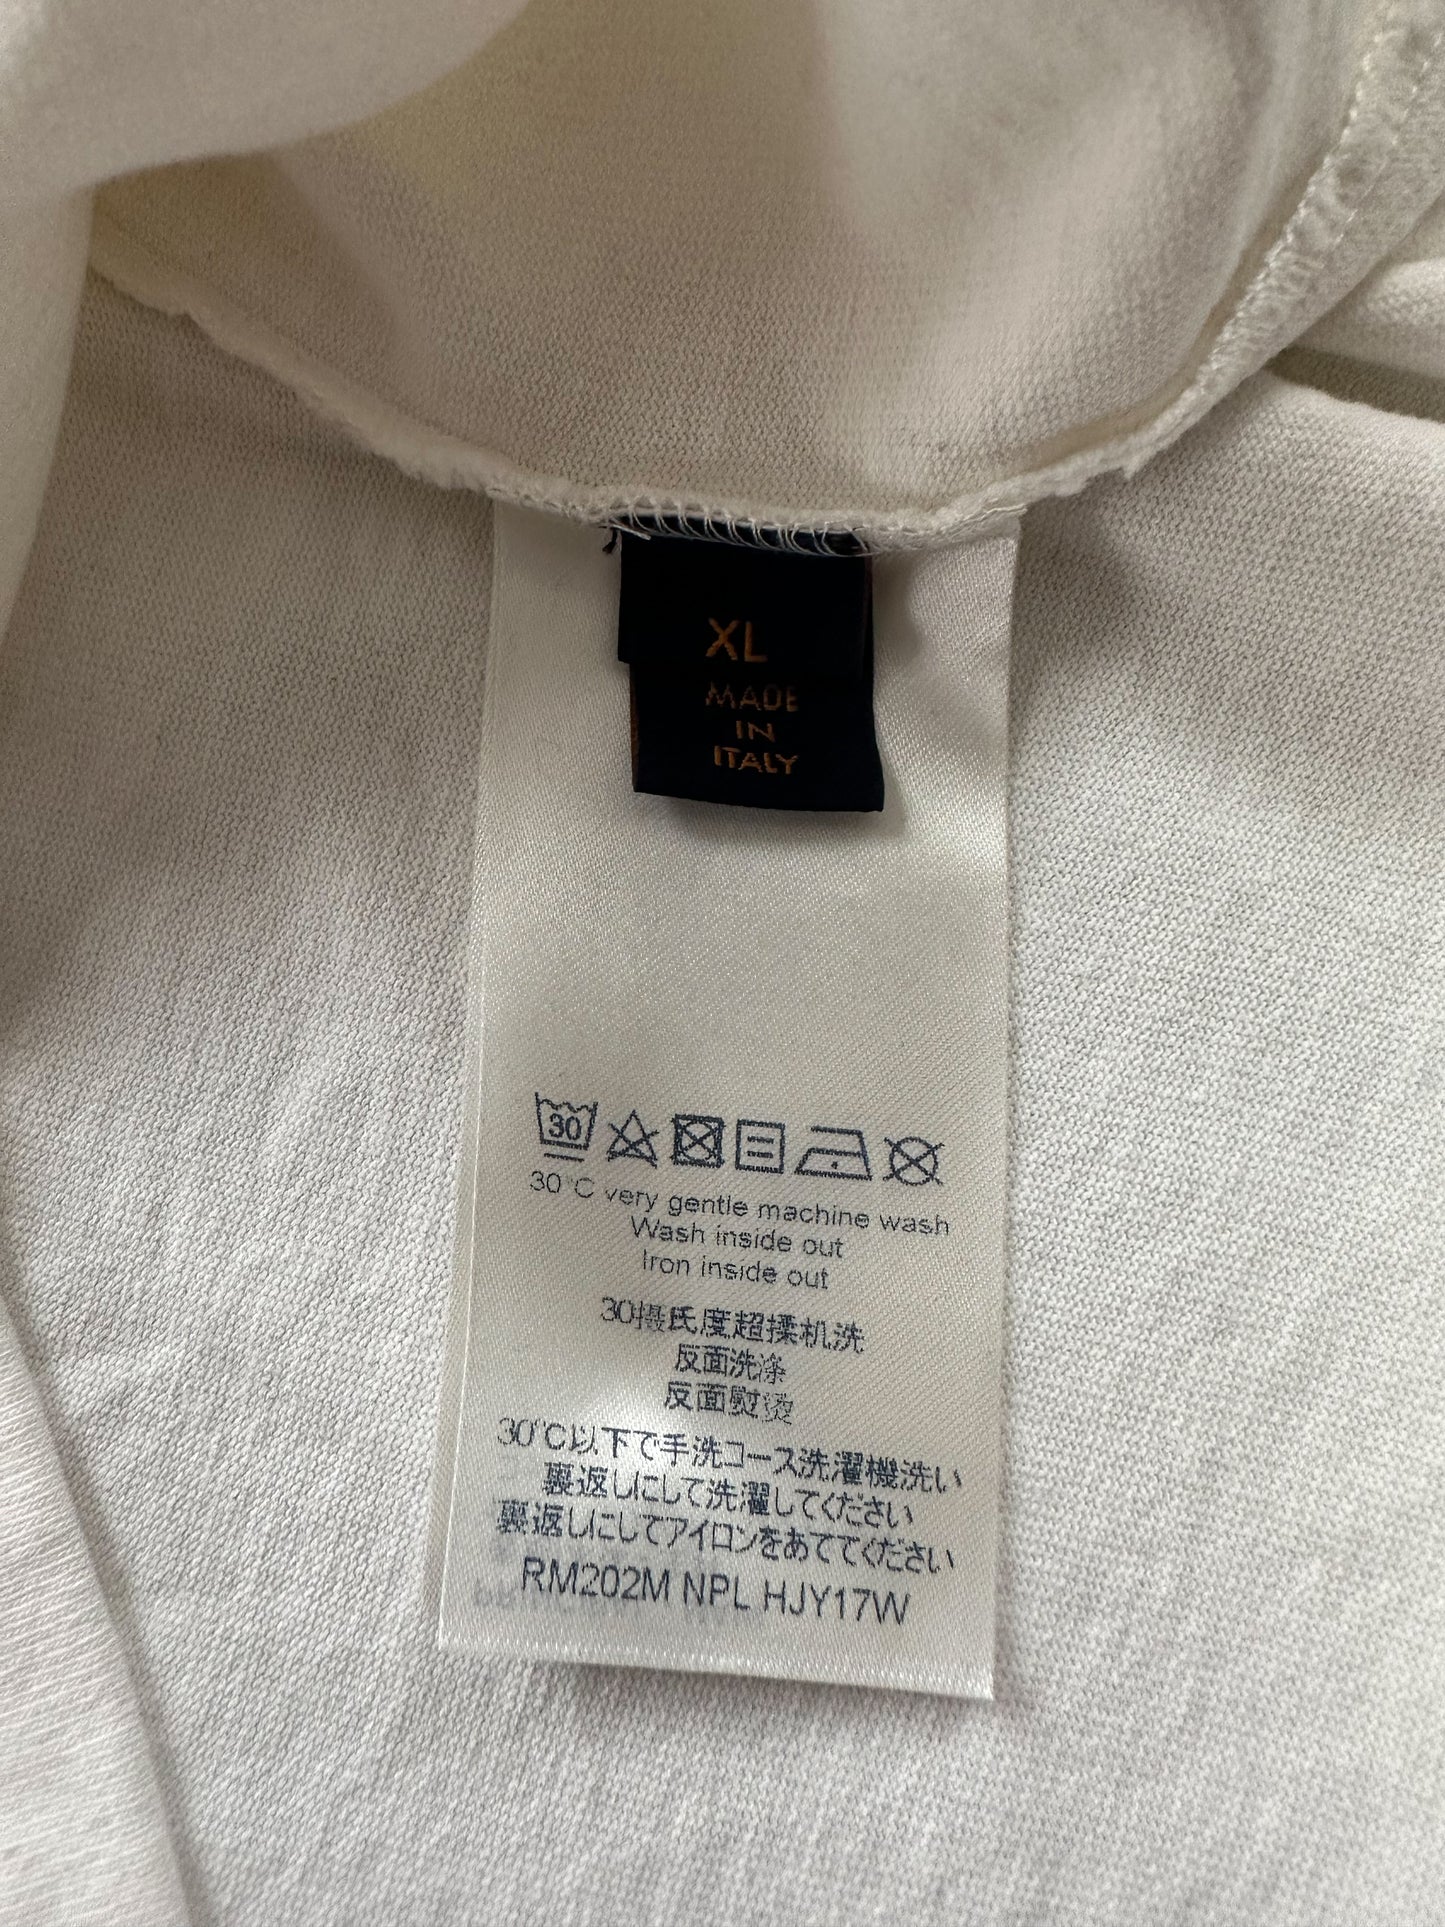 XL
MADE
IN
ITALY
30
30°C very gentle machine wash
Wash inside out
Iron inside out
30摄氏度超揉机洗
反面洗涤
反面熨烫
30℃以下で手洗コース洗濯機洗い
裏返しにして洗濯してください
裏返しにしてアイロンをあててください
RM202M NPL HJY17W